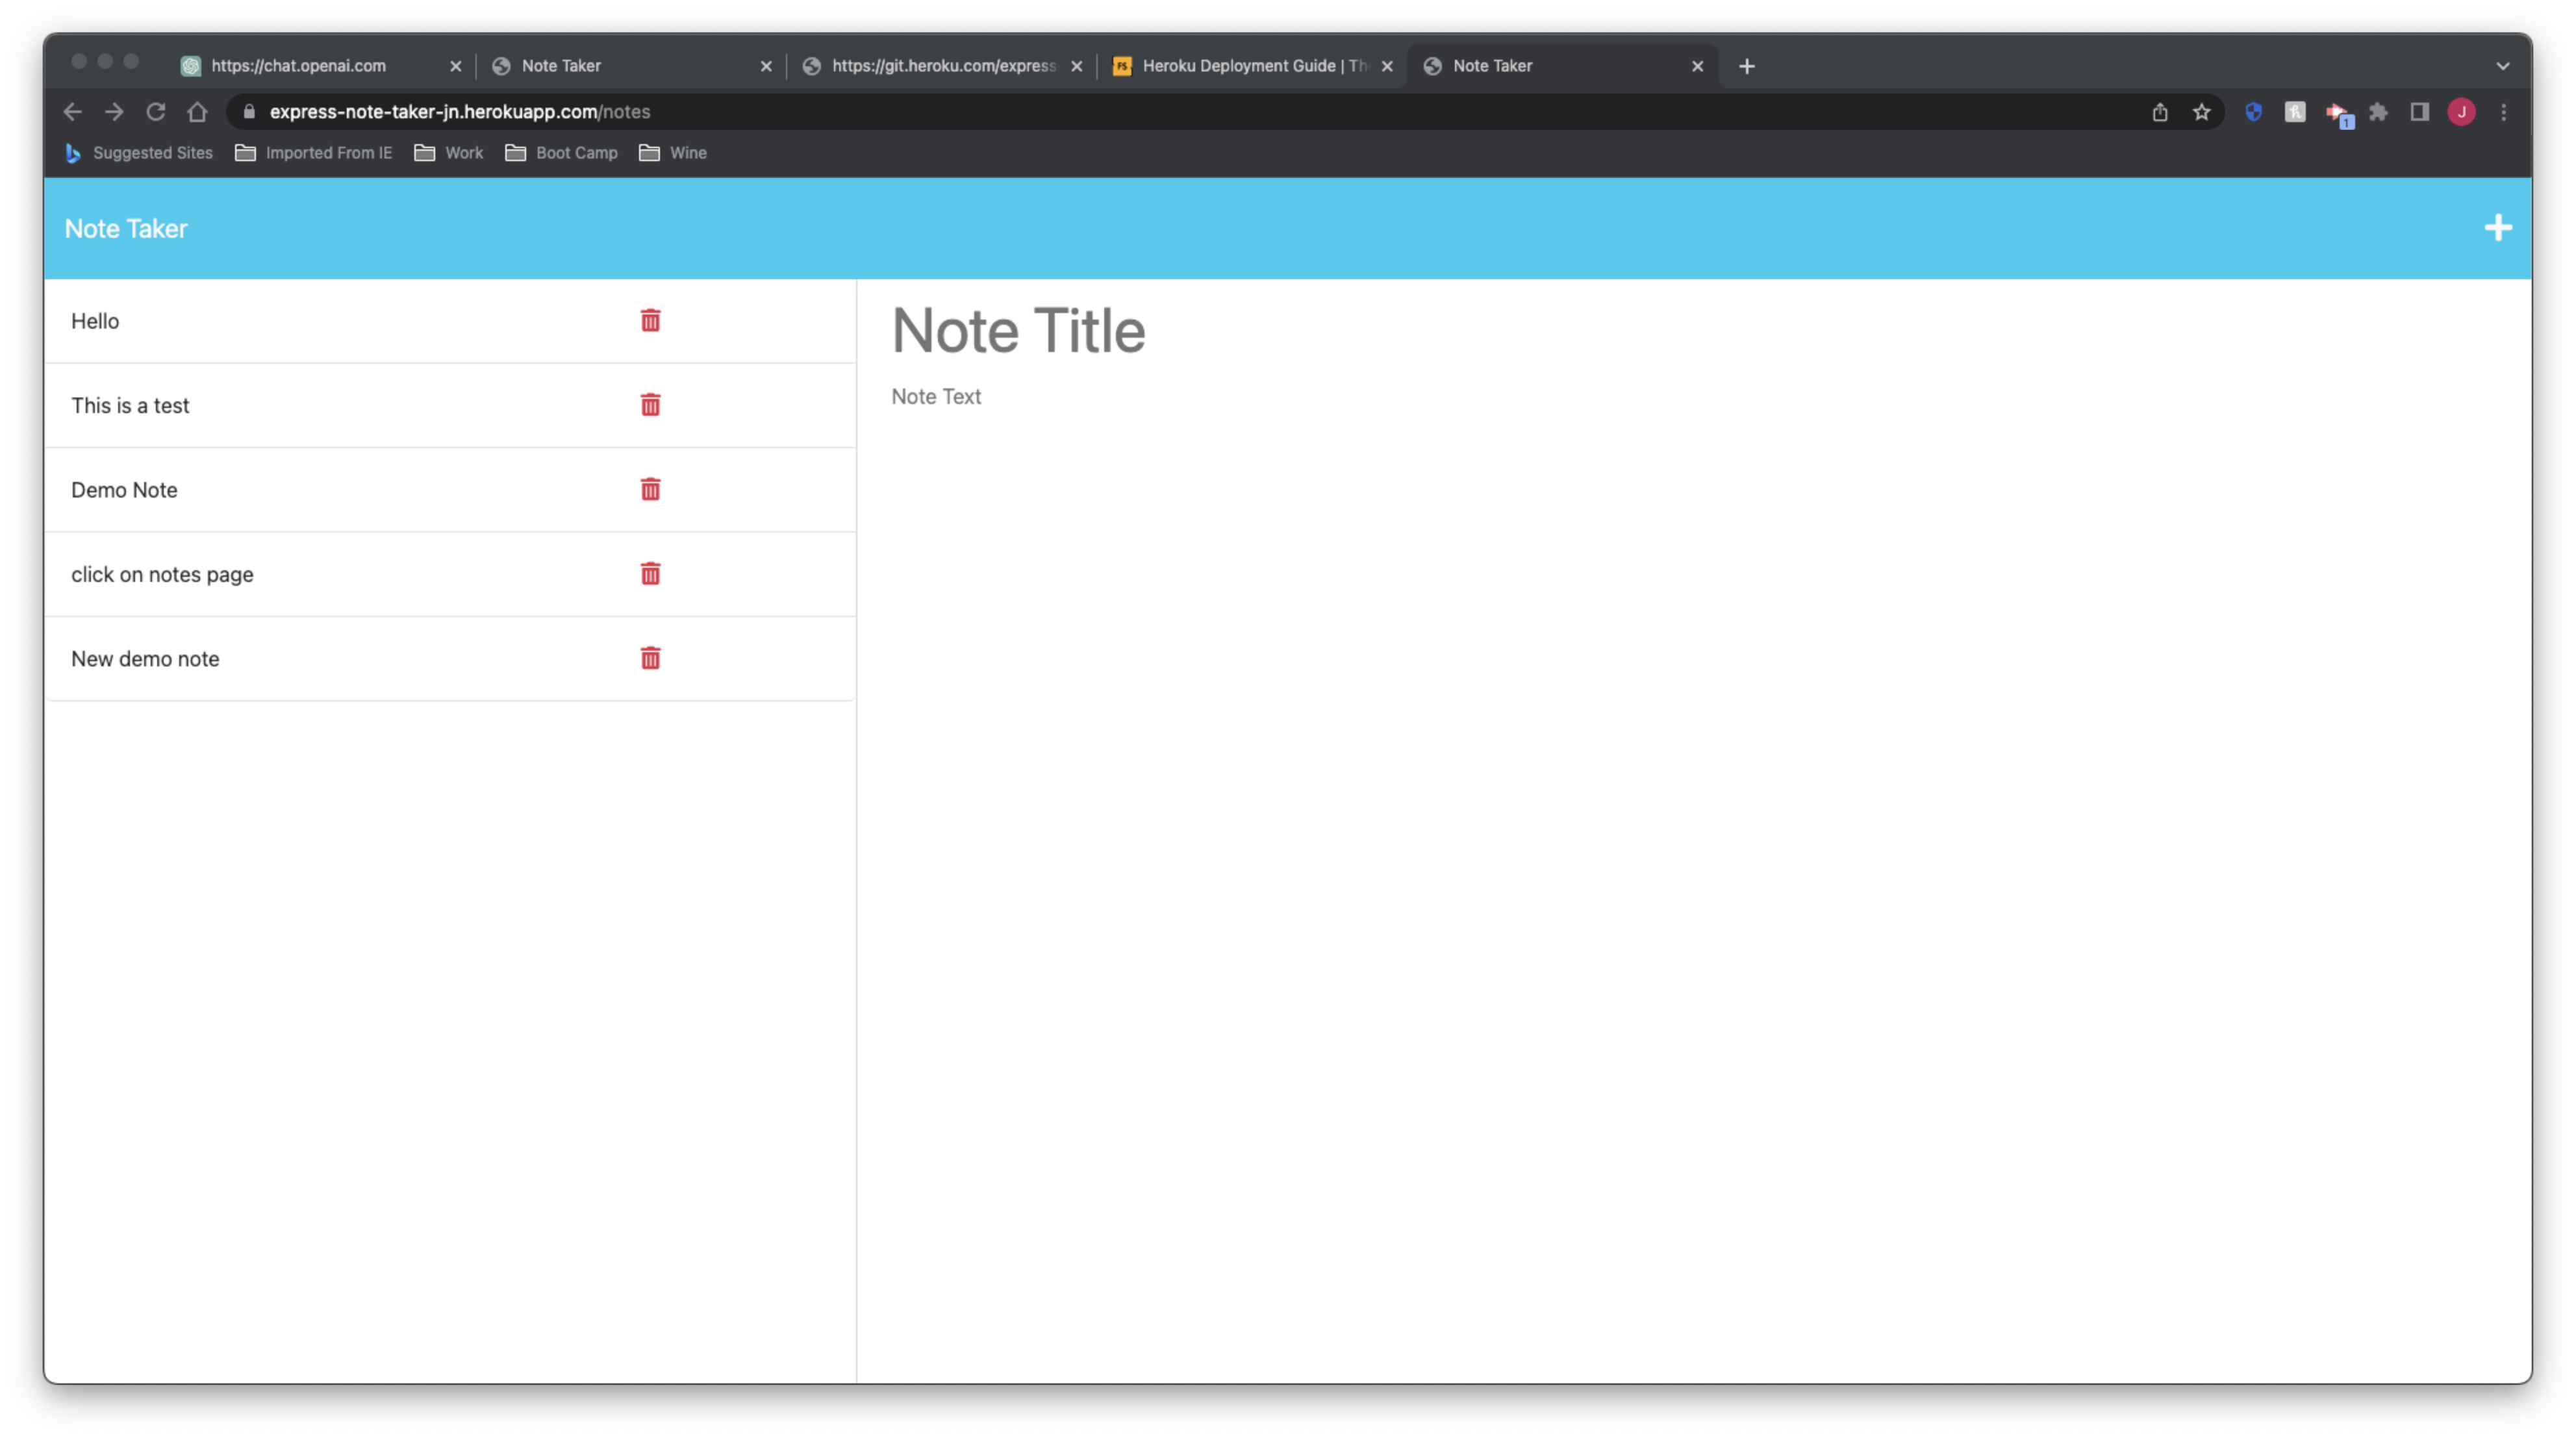 https://chat.openai.com
Note Taker
https://git.heroku.com/express-
FS
Heroku Deployment Guide | Th
Note Taker
express-note-taker-jn.herokuapp.com/notes
1
J
Suggested Sites
Imported From IE
Work
Boot Camp
Wine
Note Taker
Hello
This is a test
Demo Note
click on notes page
New demo note
Note Title
Note Text